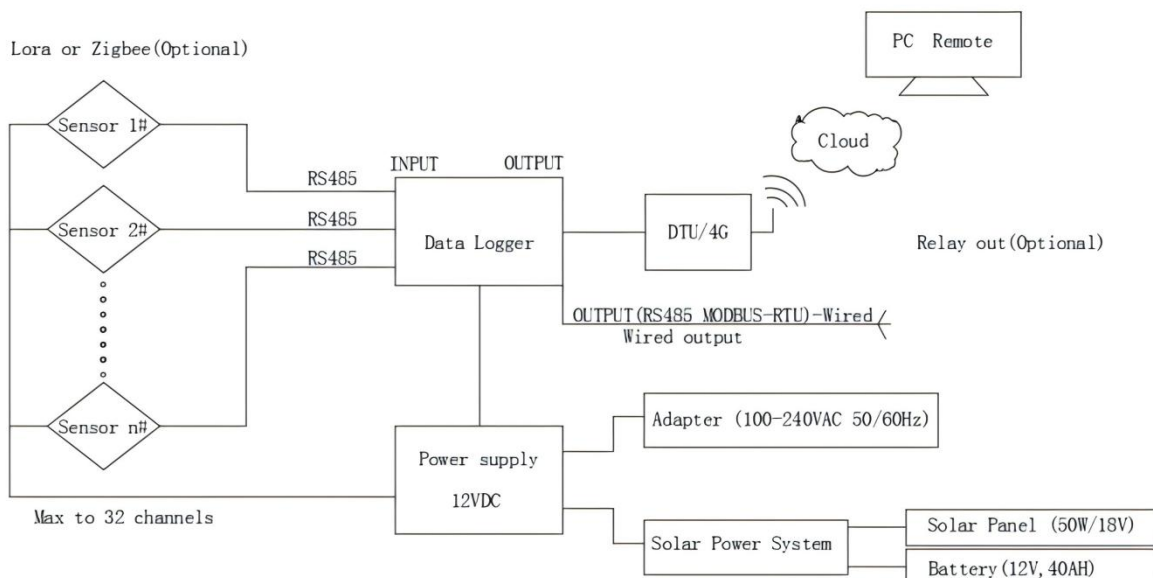 PC Remote
Lora or Zigbee(Optional)
Sensor 1#
Cloud
INPUT
OUTPUT
RS485
Sensor 2#
RS485
Data Logger
DTU/4G
Relay out(Optional)
RS485
OUTPUT(RS485 MODBUS-RTU)-Wired
Wired output
Sensor n#
Adapter (100-240VAC 50/60Hz)
Power supply
12VDC
Max to 32 channels
Solar Power System
Solar Panel (50W/18V)
Battery(12V,40AH)